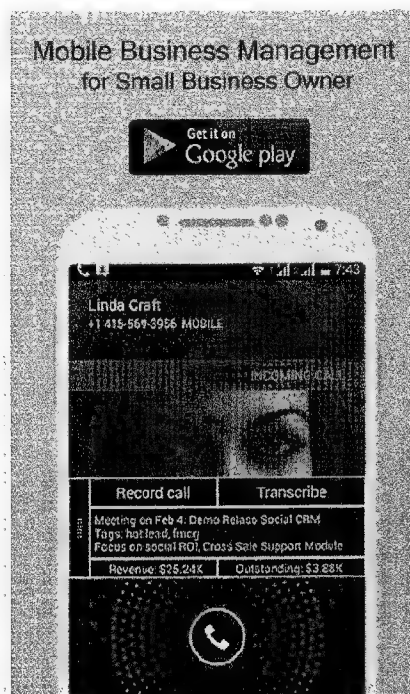 Mobile Business Management
for Small Business Owner
Get it on
Google play
7:43
Linda Craft
+1 415-569-3956 MOBILE
INCOMING CALL
Record call
Transcribe
Meeting on Feb 4: Demo Relaso Social CRM
Tags: hot lead, fmcg
Focus on social ROI, Cross Sale Support Module
Revenue: $25.24K
Outstanding: $3.88K